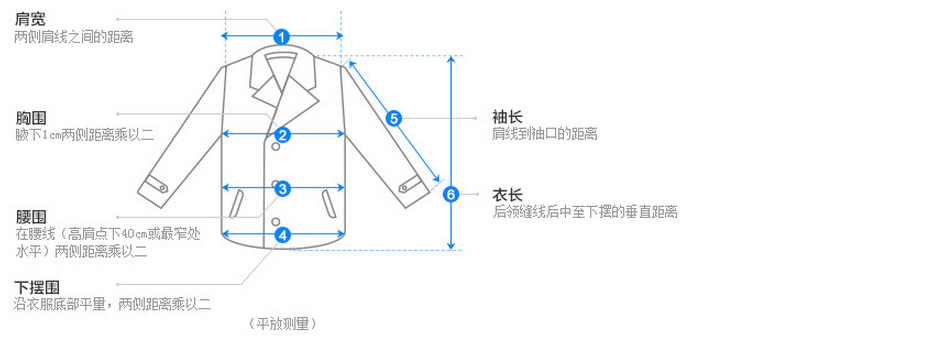 肩宽
两侧肩线之间的距离
1
胸围
腋下1cm两侧距离乘以二
2
5
袖长
肩线到袖口的距离
3
6
衣长
后领缝线后中至下摆的垂直距离
腰围
在腰线（高肩点下40cm或最窄处
水平）两侧距离乘以二
4
下摆围
沿衣服底部平量，两侧距离乘以二
（平放测量）